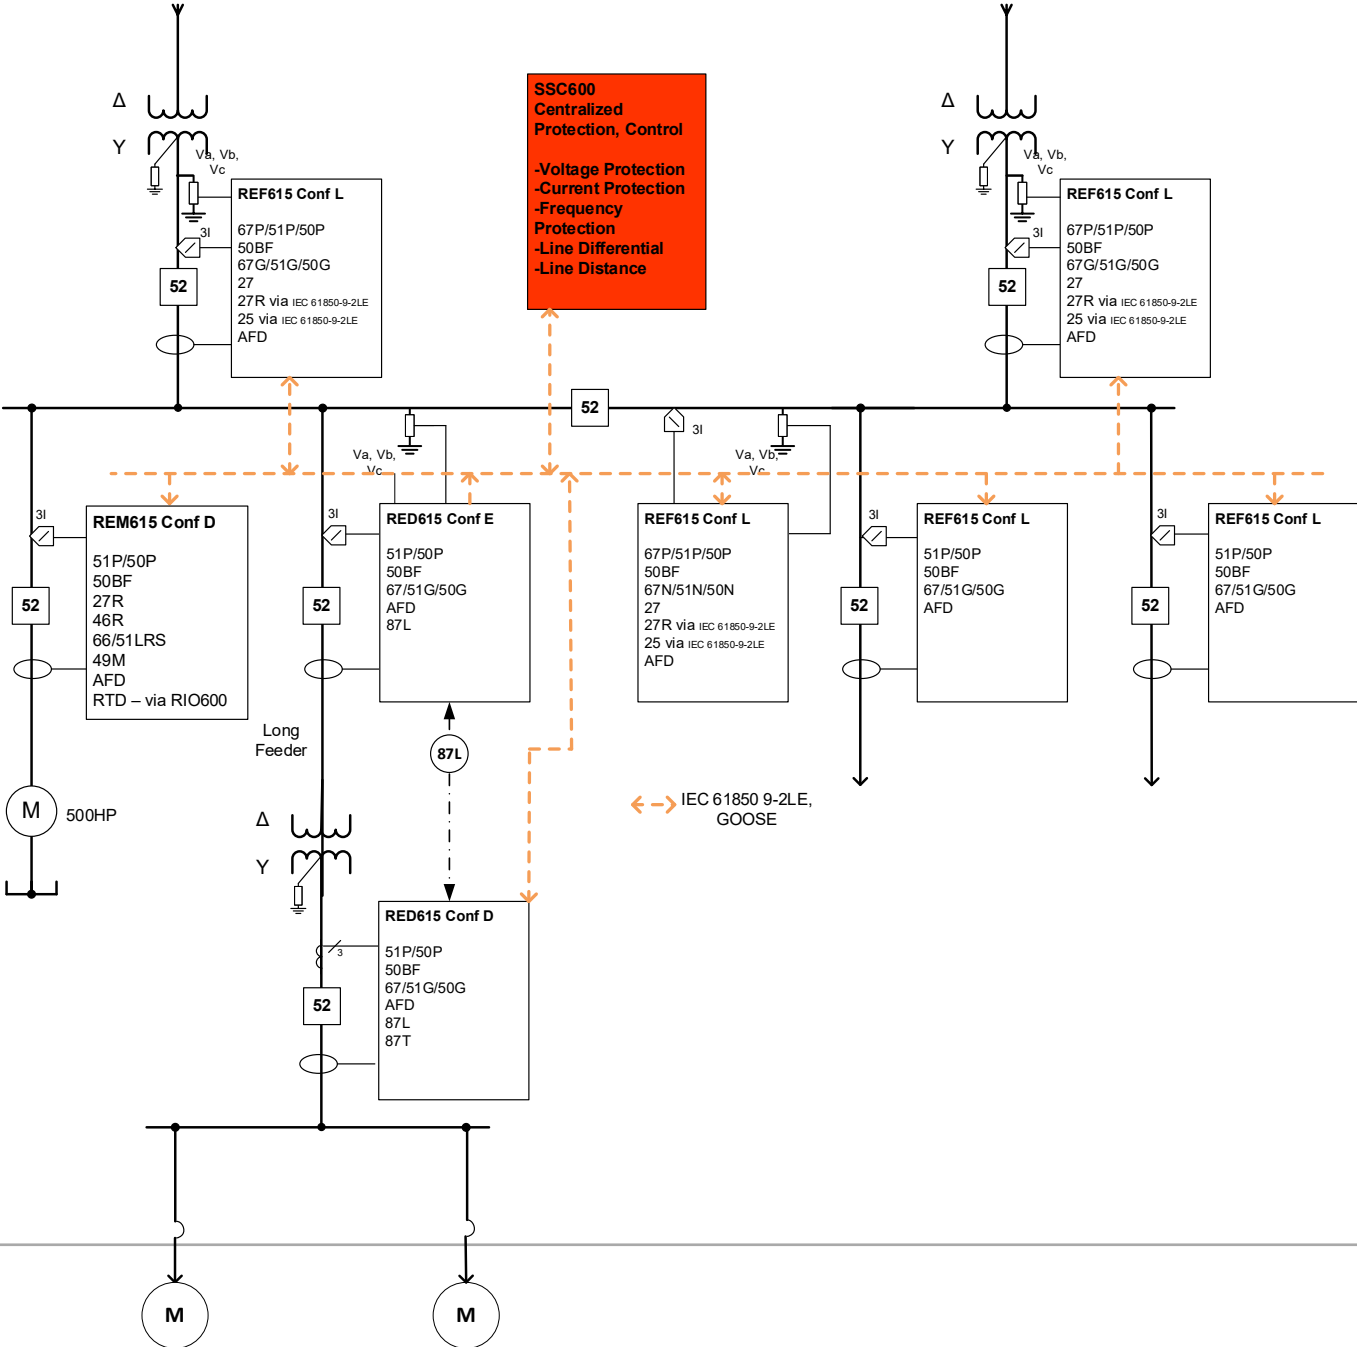 Δ
Y
Va, Vb,
Vc
3I
52
REF615 Conf L
67P/51P/50P
50BF
67G/51G/50G
27
27R via IEC 61850-9-2LE
25 via IEC 61850-9-2LE
AFD
SSC600
Centralized
Protection, Control
-Voltage Protection
-Current Protection
-Frequency
Protection
-Line Differential
-Line Distance
Δ
Y
Va, Vb,
Vc
3I
52
REF615 Conf L
67P/51P/50P
50BF
67G/51G/50G
27
27R via IEC 61850-9-2LE
25 via IEC 61850-9-2LE
AFD
52
3I
Va, Vb,
Vc
Va, Vb,
Vc
3I
52
REM615 Conf D
51P/50P
50BF
27R
46R
66/51LRS
49M
AFD
RTD – via RIO600
M
500HP
3I
52
RED615 Conf E
51P/50P
50BF
67/51G/50G
AFD
87L
Long
Feeder
87L
REF615 Conf L
67P/51P/50P
50BF
67N/51N/50N
27
27R via IEC 61850-9-2LE
25 via IEC 61850-9-2LE
AFD
3I
52
REF615 Conf L
51P/50P
50BF
67/51G/50G
AFD
3I
52
REF615 Conf L
51P/50P
50BF
67/51G/50G
AFD
IEC 61850 9-2LE,
GOOSE
Δ
Y
3
52
RED615 Conf D
51P/50P
50BF
67/51G/50G
AFD
87L
87T
M
M